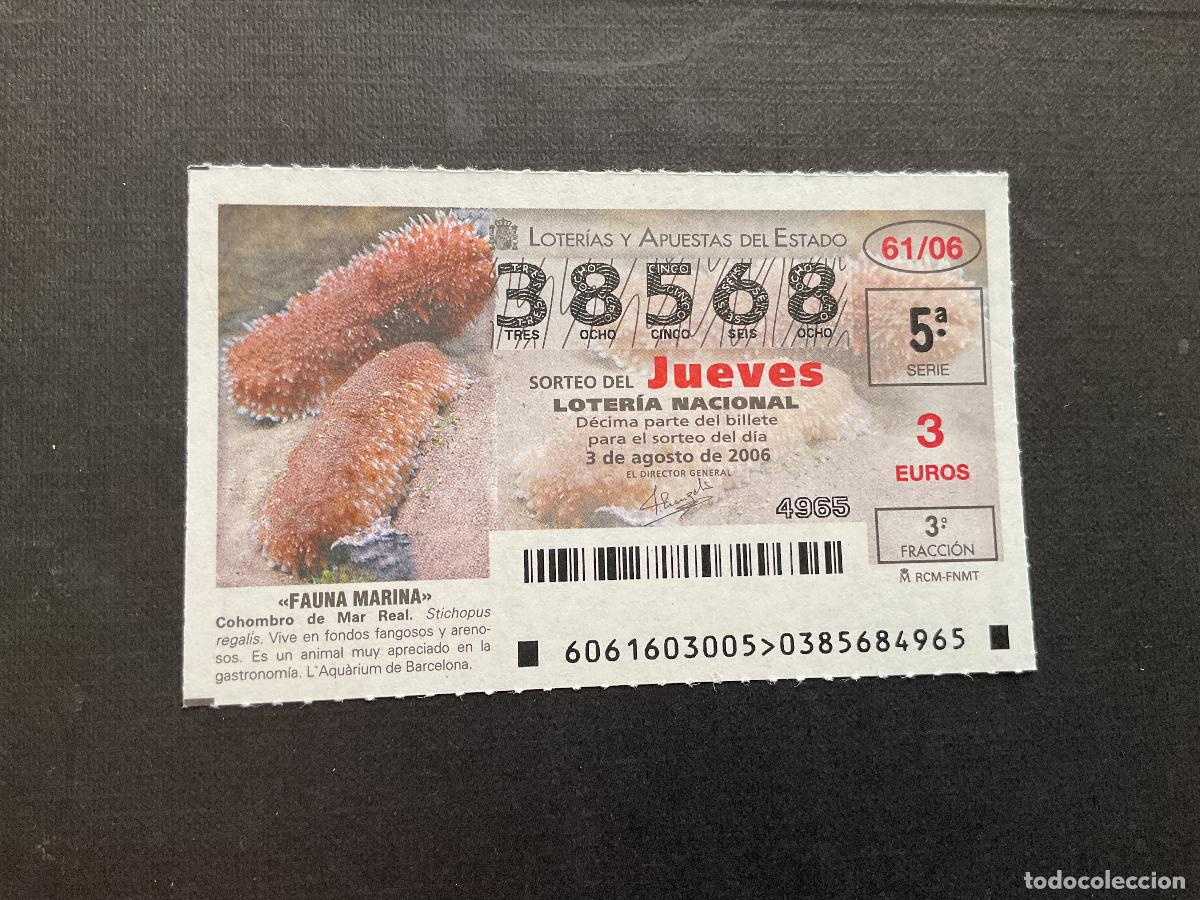 LOTERÍAS Y APUESTAS DEL ESTADO
61/06
38568
TRES OCHO CINCO SEIS OCHO
5ª
SERIE
SORTEO DEL Jueves
LOTERÍA NACIONAL
Décima parte del billete
para el sorteo del día
3 de agosto de 2006
EL DIRECTOR GENERAL
3
EUROS
4965
3ª
FRACCIÓN
RCM-FNMT
«FAUNA MARINA»
Cohombro de Mar Real. Stichopus
regalis. Vive en fondos fangosos y areno-
sos. Es un animal muy apreciado en la
gastronomía. L`Aquàrium de Barcelona.
6061603005>0385684965
todocoleccion